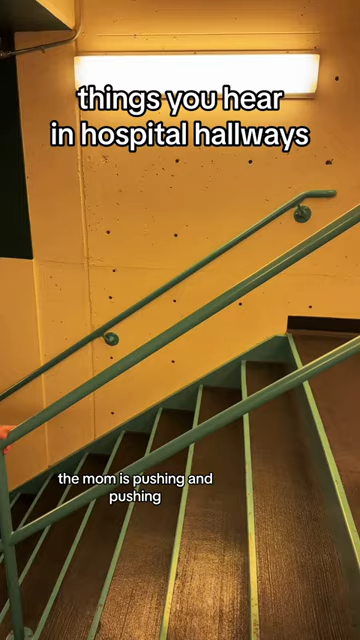 things you hear
in hospital hallways
the mom is pushing and
pushing